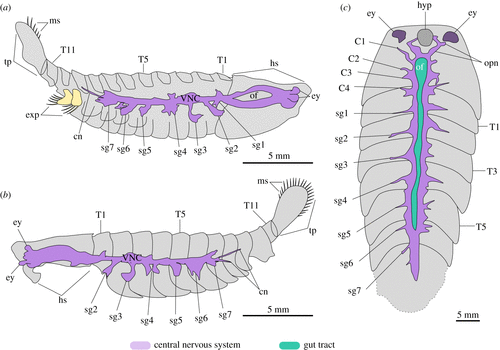 (a)
ms
tp
T11
T5
T1
hs
VNC
of
ey
exp
cn
sg7
sg6
sg5
sg4
sg3
sg2
sg1
5 mm
(b)
ms
T11
T1
T5
tp
ey
VNC
ey
hs
cn
sg2
sg3
sg4
sg5
sg6
sg7
5 mm
(c)
hyp
ey
ey
C1
opn
C2
of
C3
C4
sg1
T1
sg2
sg3
T3
sg4
sg5
T5
sg6
sg7
5 mm
central nervous system
gut tract